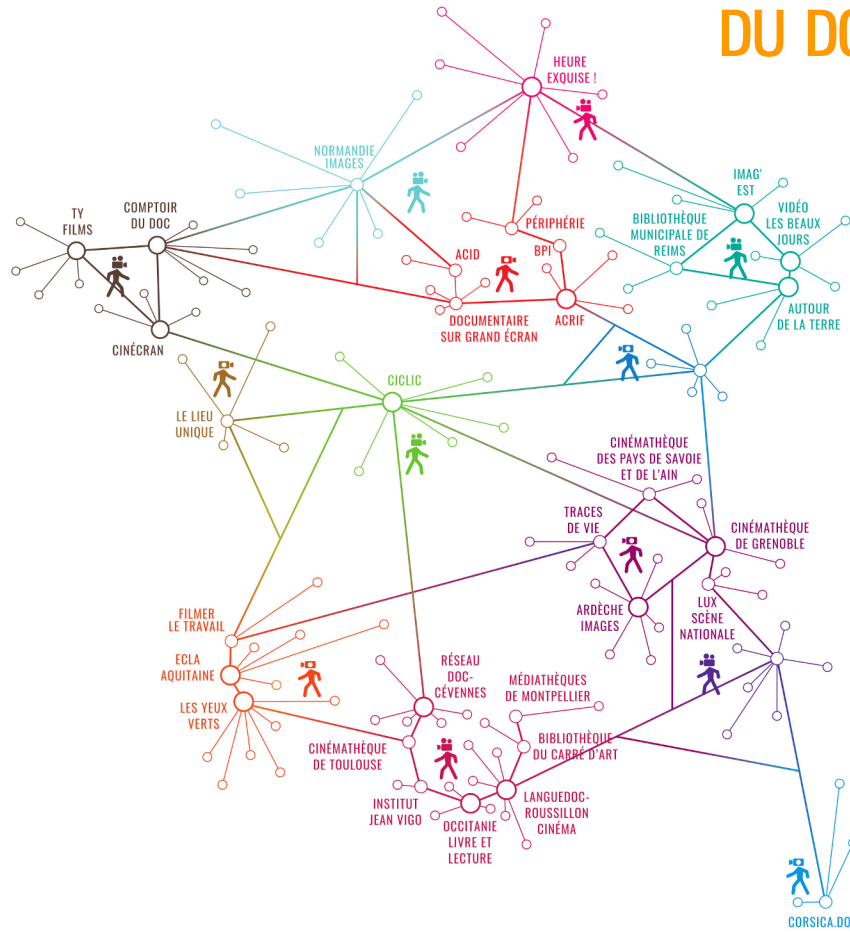 DU DO
HEURE
EXQUISE !
NORMANDIE
IMAGES
IMAG'
EST
TY
FILMS
COMPTOIR
DU DOC
VIDÉO
LES BEAUX
JOURS
BIBLIOTHÈQUE
MUNICIPALE DE
REIMS
PÉRIPHÉRIE
BPI
ACID
AUTOUR
DE LA TERRE
DOCUMENTAIRE
SUR GRAND ÉCRAN
ACRIF
CINÉCRAN
CICLIC
LE LIEU
UNIQUE
CINÉMATHÈQUE
DES PAYS DE SAVOIE
ET DE L'AIN
TRACES
DE VIE
CINÉMATHÈQUE
DE GRENOBLE
ARDÈCHE
IMAGES
LUX
SCÈNE
NATIONALE
FILMER
LE TRAVAIL
ECLA
AQUITAINE
LES YEUX
VERTS
RÉSEAU
DOC-
CÉVENNES
MÉDIATHÈQUES
DE MONTPELLIER
CINÉMATHÈQUE
DE TOULOUSE
BIBLIOTHÈQUE
DU CARRÉ D'ART
INSTITUT
JEAN VIGO
OCCITANIE
LIVRE ET
LECTURE
LANGUEDOC-
ROUSSILLON
CINÉMA
CORSICA.DO